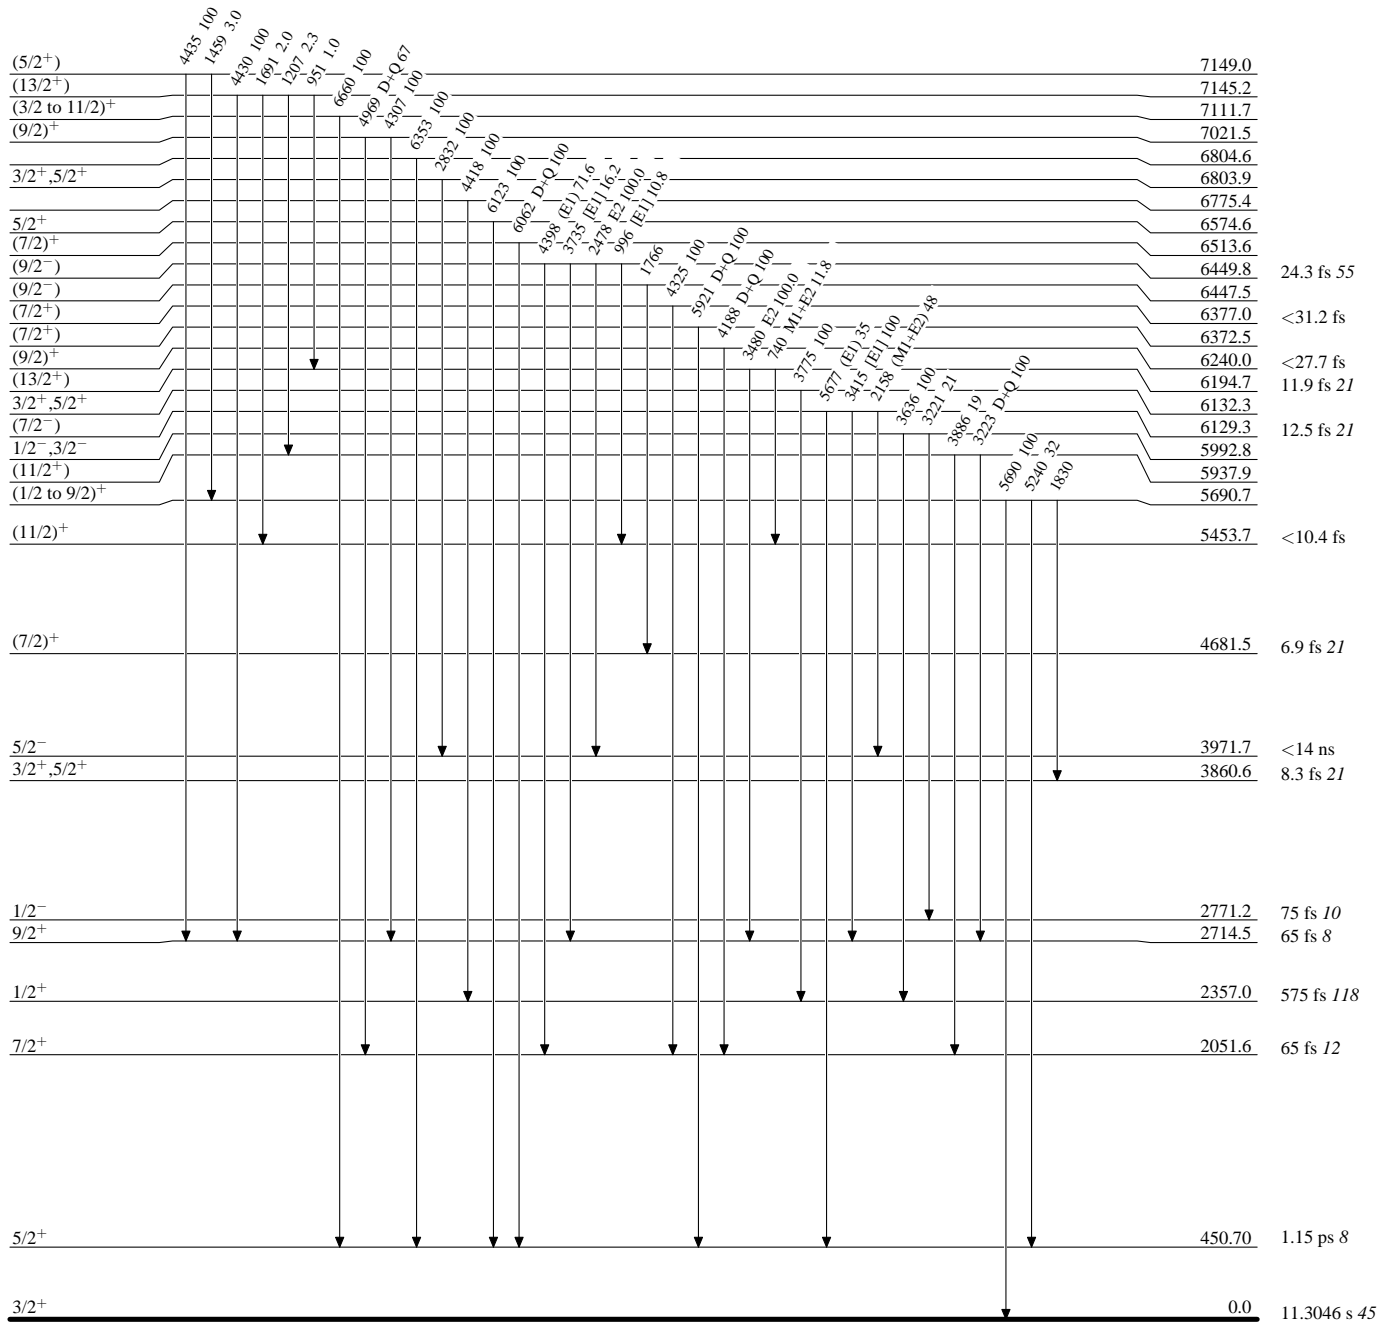 4435 100
1459 3.0
4430 100
1691 2.0
1207 2.3
951 1.0
6660 100
4969 D+Q 67
4307 100
6353 100
2832 100
4418 100
6123 100
6062 D+Q 100
4398 (E1) 71.6
3735 [E1] 16.2
2478 E2 100.0
996 [E1] 10.8
1766
4325 100
5921 D+Q 100
4188 D+Q 100
3480 E2 100.0
740 M1+E2 11.8
3775 100
5677 (E1) 35
3415 [E1] 100
2158 (M1+E2) 48
3636 100
3221 21
3886 19
3223 D+Q 100
5690 100
5240 32
1830
(5/2⁺) 7149.0
(13/2⁺) 7145.2
(3/2 to 11/2)⁺ 7111.7
(9/2)⁺ 7021.5
6804.6
3/2⁺,5/2⁺ 6803.9
6775.4
5/2⁺ 6574.6
(7/2)⁺ 6513.6
(9/2⁻) 6449.8 24.3 fs 55
(9/2⁻) 6447.5
(7/2⁺) 6377.0 <31.2 fs
(7/2⁺) 6372.5
(9/2)⁺ 6240.0 <27.7 fs
(13/2⁺) 6194.7 11.9 fs 21
3/2⁺,5/2⁺ 6132.3
(7/2⁻) 6129.3 12.5 fs 21
1/2⁻,3/2⁻ 5992.8
(11/2⁺) 5937.9
(1/2 to 9/2)⁺ 5690.7
(11/2)⁺ 5453.7 <10.4 fs
(7/2)⁺ 4681.5 6.9 fs 21
5/2⁻ 3971.7 <14 ns
3/2⁺,5/2⁺ 3860.6 8.3 fs 21
1/2⁻ 2771.2 75 fs 10
9/2⁺ 2714.5 65 fs 8
1/2⁺ 2357.0 575 fs 118
7/2⁺ 2051.6 65 fs 12
5/2⁺ 450.70 1.15 ps 8
3/2⁺ 0.0 11.3046 s 45